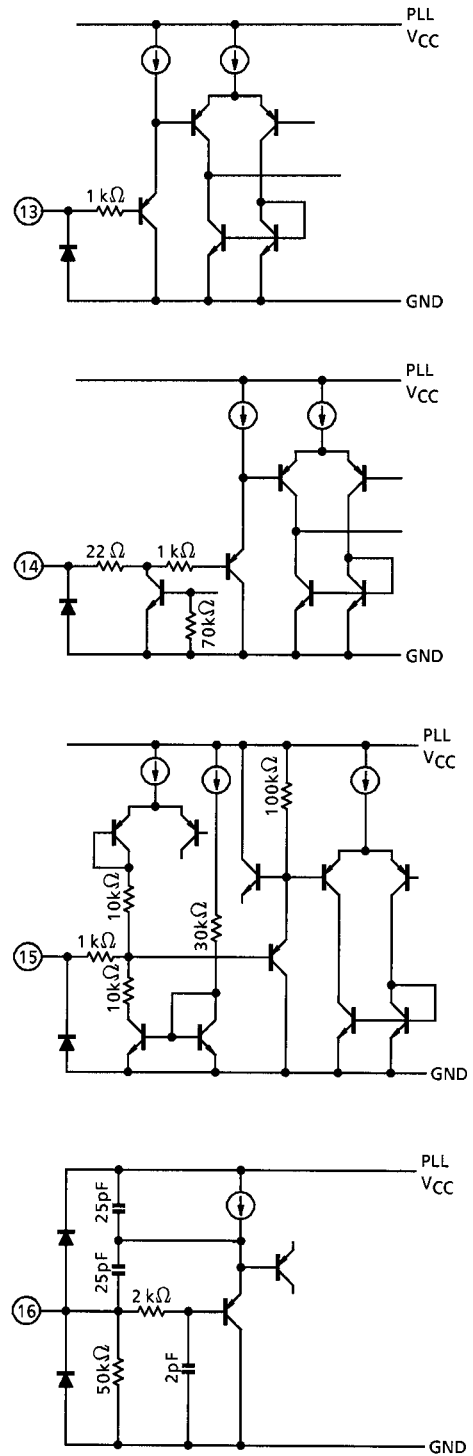 PLL
VCC
13
1 kΩ
GND
PLL
VCC
14
22 Ω
1 kΩ
70kΩ
GND
PLL
VCC
100kΩ
10kΩ
30kΩ
15
1 kΩ
10kΩ
GND
PLL
VCC
25pF
25pF
16
2 kΩ
50kΩ
2pF
GND